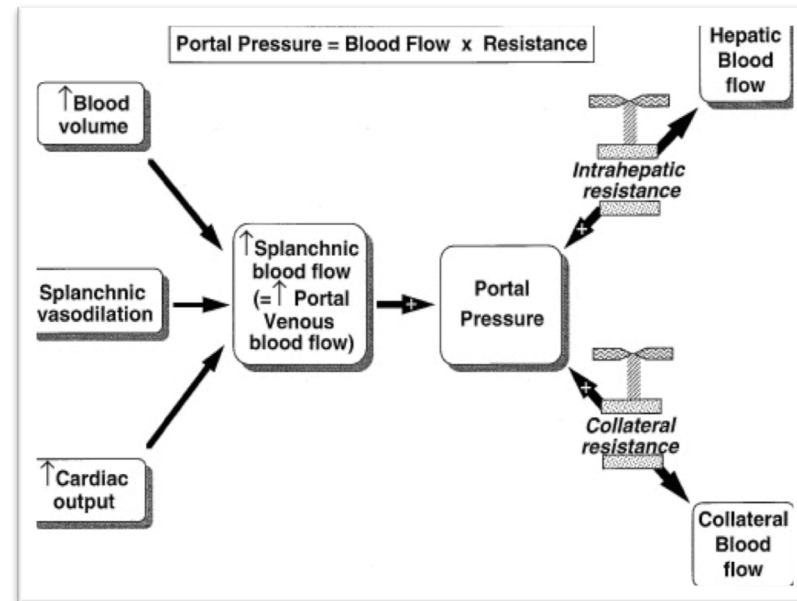 Portal Pressure = Blood Flow x Resistance
Hepatic
Blood
flow
↑Blood
volume
Intrahepatic
resistance
+
↑Splanchnic
blood flow
(=↑ Portal
Venous
blood flow)
Splanchnic
vasodilation
+
Portal
Pressure
+
Collateral
resistance
↑Cardiac
output
Collateral
Blood
flow